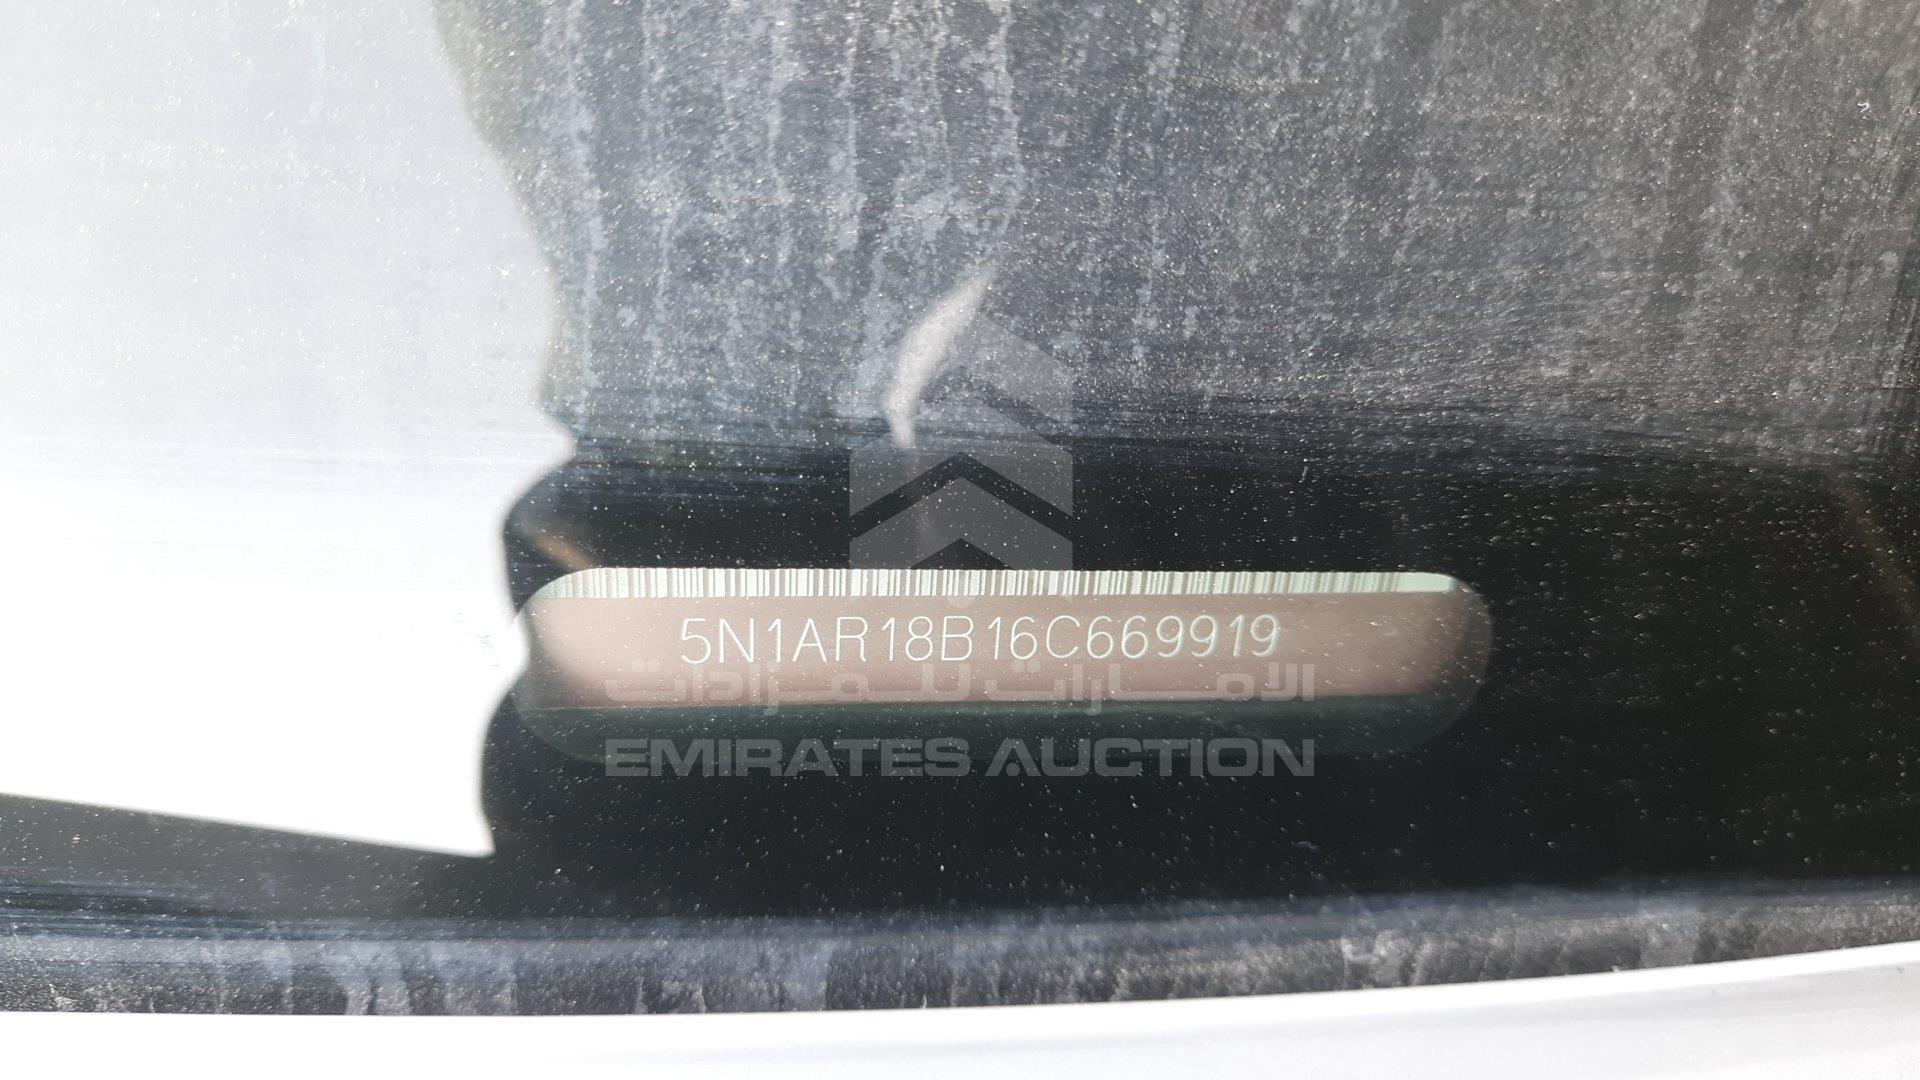 5N1AR18B16C669919
الامارات للمزادات
EMIRATES AUCTION